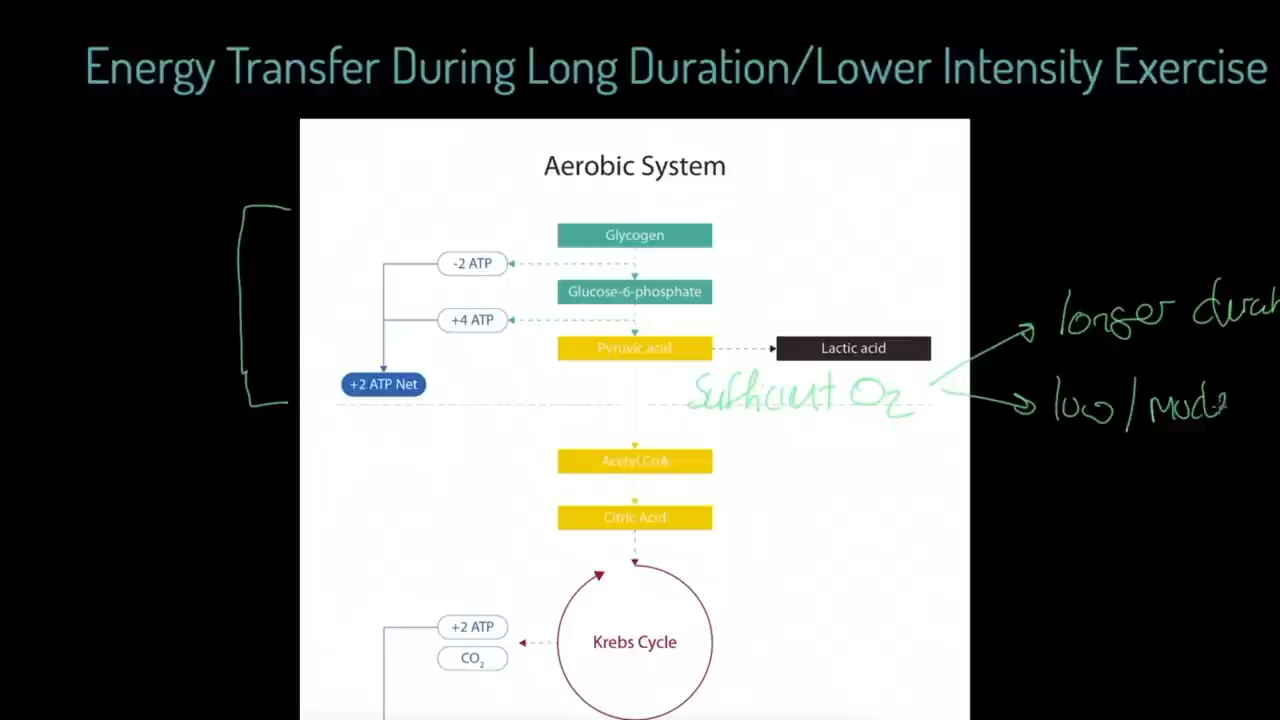 Energy Transfer During Long Duration/Lower Intensity Exercise
Aerobic System
Glycogen
-2 ATP
Glucose-6-phosphate
+4 ATP
longer durat
Pyruvic acid
Lactic acid
+2 ATP Net
Sufficient O2
low / mod
Acetyl CoA
Citric Acid
+2 ATP
Krebs Cycle
CO2